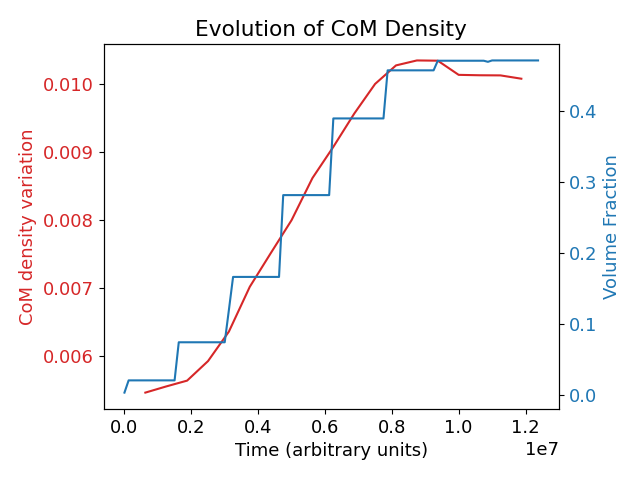 Evolution of CoM Density
CoM density variation
0.010
0.009
0.008
0.007
0.006
Volume Fraction
0.4
0.3
0.2
0.1
0.0
0.0 0.2 0.4 0.6 0.8 1.0 1.2
1e7
Time (arbitrary units)